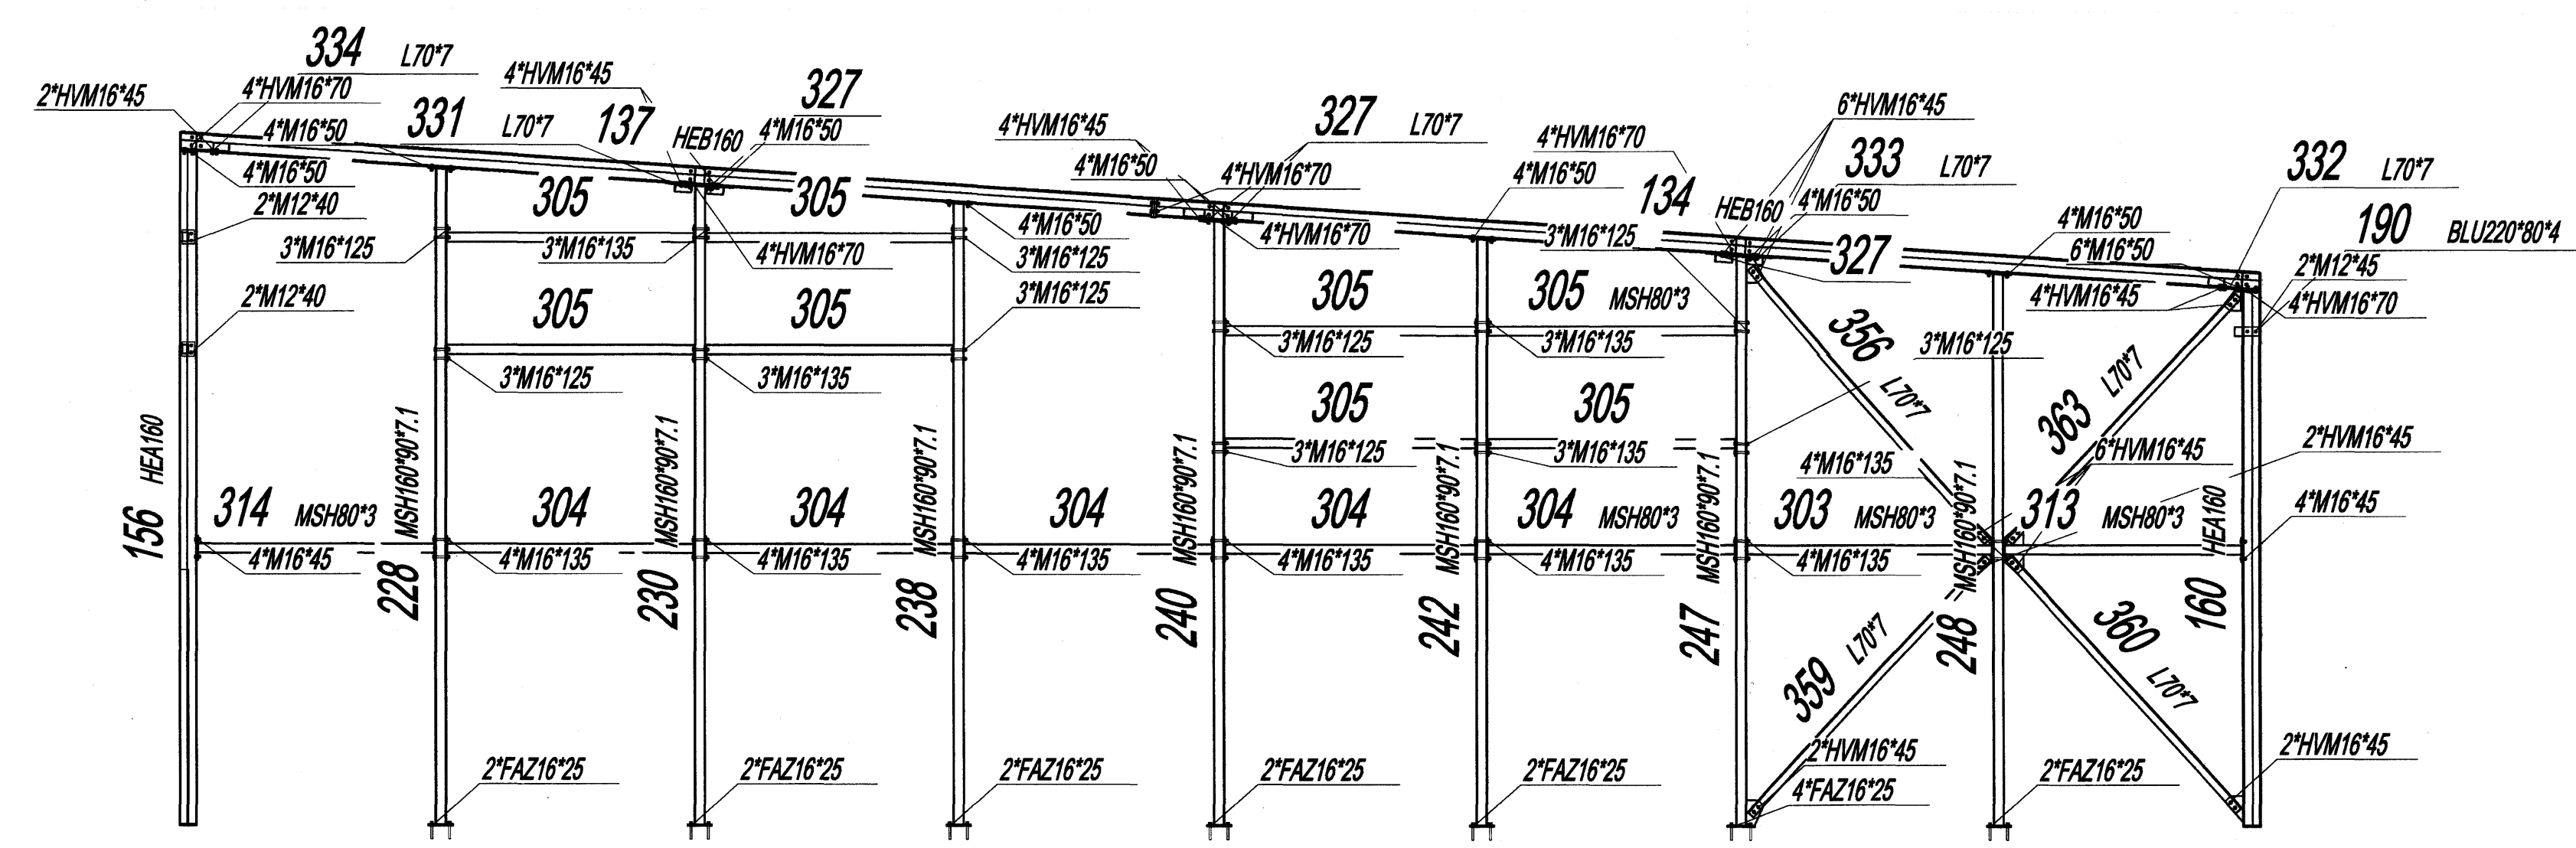 334 L70*7
2*HVM16*45
4*HVM16*70
4*HVM16*45
327
4*M16*50
331 L70*7
137 HEB160
4*M16*50
4*HVM16*45
327 L70*7
4*M16*50
4*HVM16*70
4*HVM16*70
4*M16*50
6*HVM16*45
333 L70*7
134 HEB160
4*M16*50
332 L70*7
190 BLU220*80*4
4*M16*50
6*M16*50
2*M12*45
4*HVM16*45
4*HVM16*70
4*M16*50
2*M12*40
305
305
4*M16*50
4*HVM16*70
3*M16*125
327
3*M16*125
3*M16*135
4*HVM16*70
3*M16*125
2*M12*40
305
305
3*M16*125
305
305 MSH80*3
3*M16*125
3*M16*135
356 L70*7
3*M16*125
363 L70*7
3*M16*125
3*M16*135
305
305
3*M16*125
3*M16*135
4*M16*135
6*HVM16*45
2*HVM16*45
156 HEA160
314 MSH80*3
228 MSH160*90*7.1
304
230 MSH160*90*7.1
304
238 MSH160*90*7.1
304
240 MSH160*90*7.1
304
242 MSH160*90*7.1
304 MSH80*3
247 MSH160*90*7.1
303 MSH80*3
248 MSH160*90*7.1
313 MSH80*3
160 HEA160
4*M16*45
4*M16*45
4*M16*135
4*M16*135
4*M16*135
4*M16*135
4*M16*135
4*M16*135
359 L70*7
360 L70*7
2*FAZ16*25
2*FAZ16*25
2*FAZ16*25
2*FAZ16*25
2*FAZ16*25
2*HVM16*45
4*FAZ16*25
2*FAZ16*25
2*HVM16*45